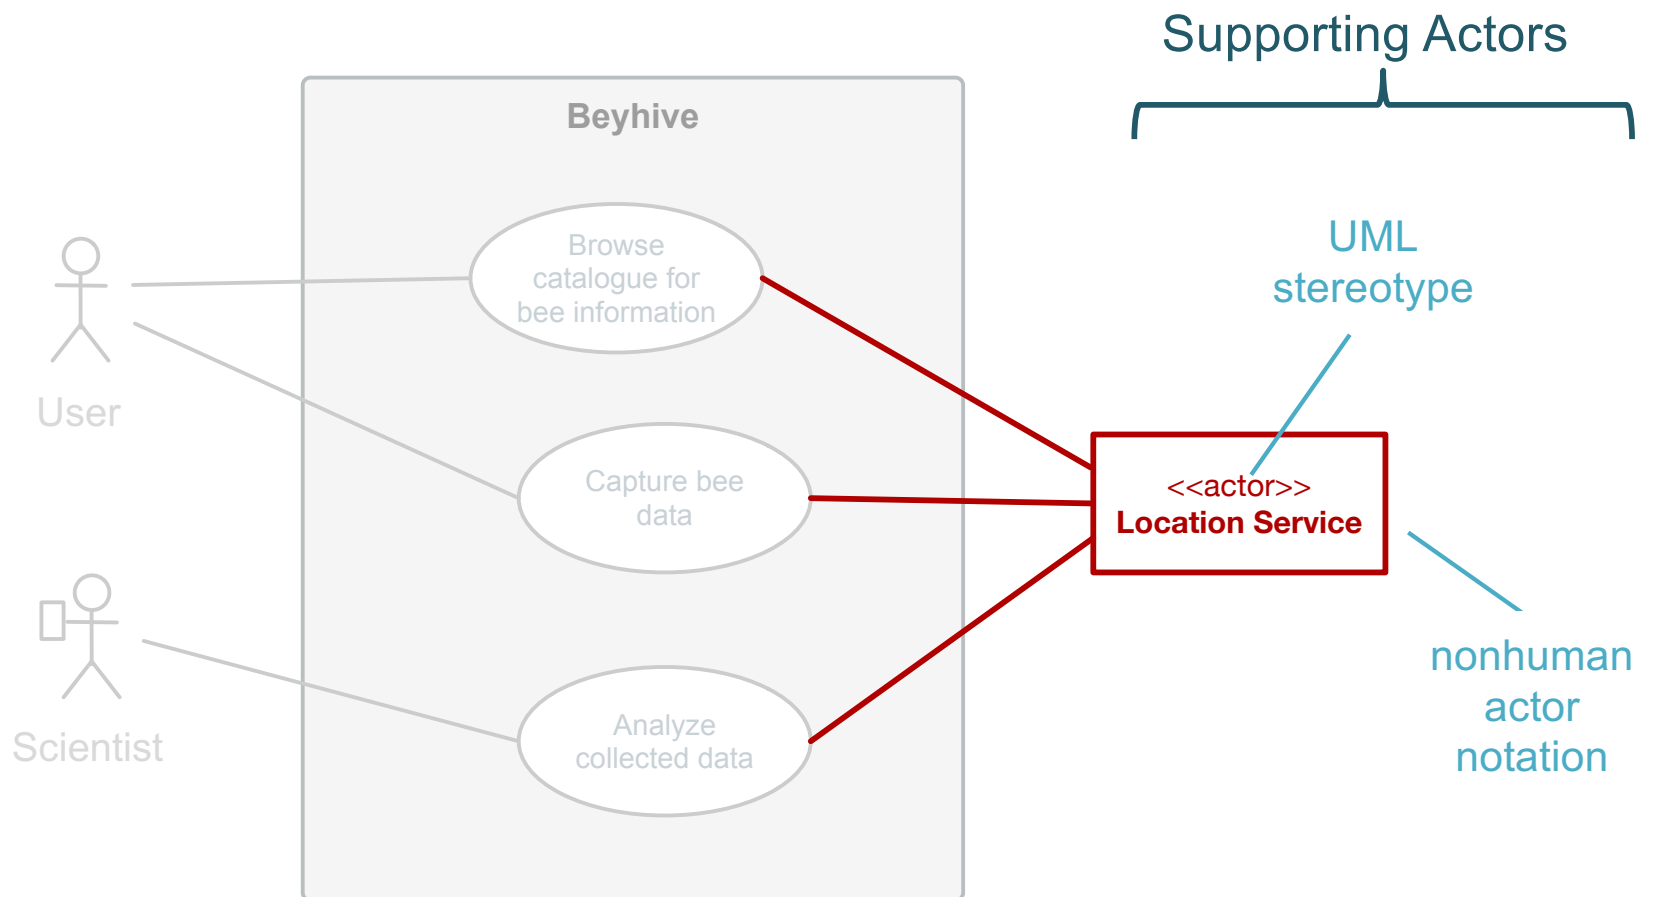 Supporting Actors
Beyhive
Browse
catalogue for
bee information
UML
stereotype
User
Capture bee
data
<<actor>>
Location Service
Scientist
Analyze
collected data
nonhuman
actor
notation